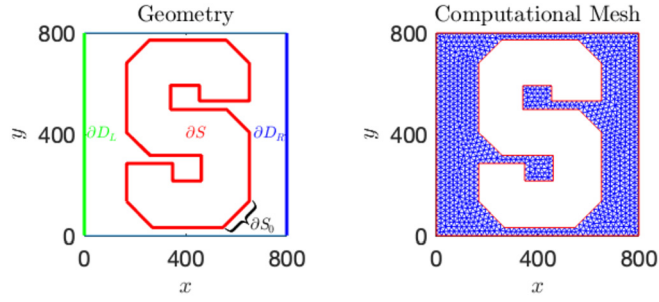 Geometry
800
400
0
y
∂D_L
∂S
∂D_R
∂S_0
0
400
800
x
Computational Mesh
800
400
0
y
0
400
800
x